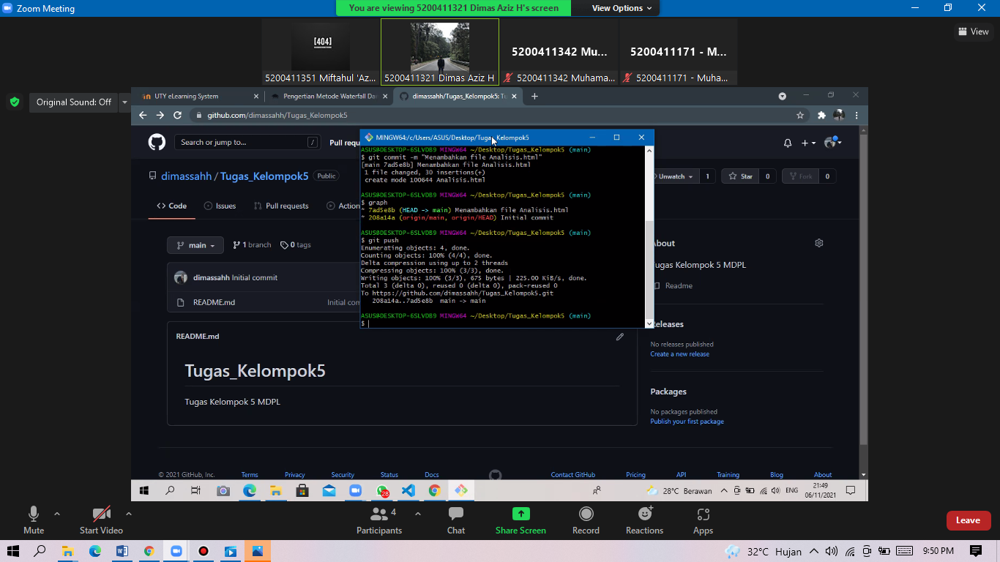 Zoom Meeting
You are viewing 5200411321 Dimas Aziz H's screen
View Options
View
[404]
5200411342 Mu...
5200411171 - M...
5200411351 Miftahul 'Az...
5200411321 Dimas Aziz H
5200411342 Muhama...
5200411171 - Muha...
Original Sound: Off
UTY eLearning System
Pengertian Metode Waterfall Da
dimassahh/Tugas_Kelompok5: Tu
github.com/dimassahh/Tugas_Kelompok5
Search or jump to...
/
Pull requ
dimassahh / Tugas_Kelompok5
Public
Unwatch
1
Star
0
Fork
0
Code
Issues
Pull requests
Action
main
1 branch
0 tags
dimassahh Initial commit
README.md
Initial com
README.md
Tugas_Kelompok5
Tugas Kelompok 5 MDPL
MINGW64:/c/Users/ASUS/Desktop/Tugas_Kelompok5
ASUS@DESKTOP-6SLVDB9 MINGW64 ~/Desktop/Tugas_Kelompok5 (main)
$ git commit -m "Menambahkan file Analisis.html"
[main 7ad5e8b] Menambahkan file Analisis.html
1 file changed, 30 insertions(+)
create mode 100644 Analisis.html
ASUS@DESKTOP-6SLVDB9 MINGW64 ~/Desktop/Tugas_Kelompok5 (main)
$ graph
* 7ad5e8b (HEAD -> main) Menambahkan file Analisis.html
* 208a14a (origin/main, origin/HEAD) Initial commit
ASUS@DESKTOP-6SLVDB9 MINGW64 ~/Desktop/Tugas_Kelompok5 (main)
$ git push
Enumerating objects: 4, done.
Counting objects: 100% (4/4), done.
Delta compression using up to 2 threads
Compressing objects: 100% (3/3), done.
Writing objects: 100% (3/3), 675 bytes | 225.00 KiB/s, done.
Total 3 (delta 0), reused 0 (delta 0), pack-reused 0
To https://github.com/dimassahh/Tugas_Kelompok5.git
208a14a..7ad5e8b main -> main
ASUS@DESKTOP-6SLVDB9 MINGW64 ~/Desktop/Tugas_Kelompok5 (main)
$
bout
ugas Kelompok 5 MDPL
Readme
eleases
No releases published
Create a new release
Packages
No packages published
Publish your first package
© 2021 GitHub, Inc.
Terms
Privacy
Security
Status
Docs
Contact GitHub
Pricing
API
Training
Blog
About
28
28°C Berawan
ENG
21:49
06/11/2021
Mute
Start Video
4
Participants
Chat
Share Screen
Record
Reactions
Apps
Leave
32°C Hujan
9:50 PM